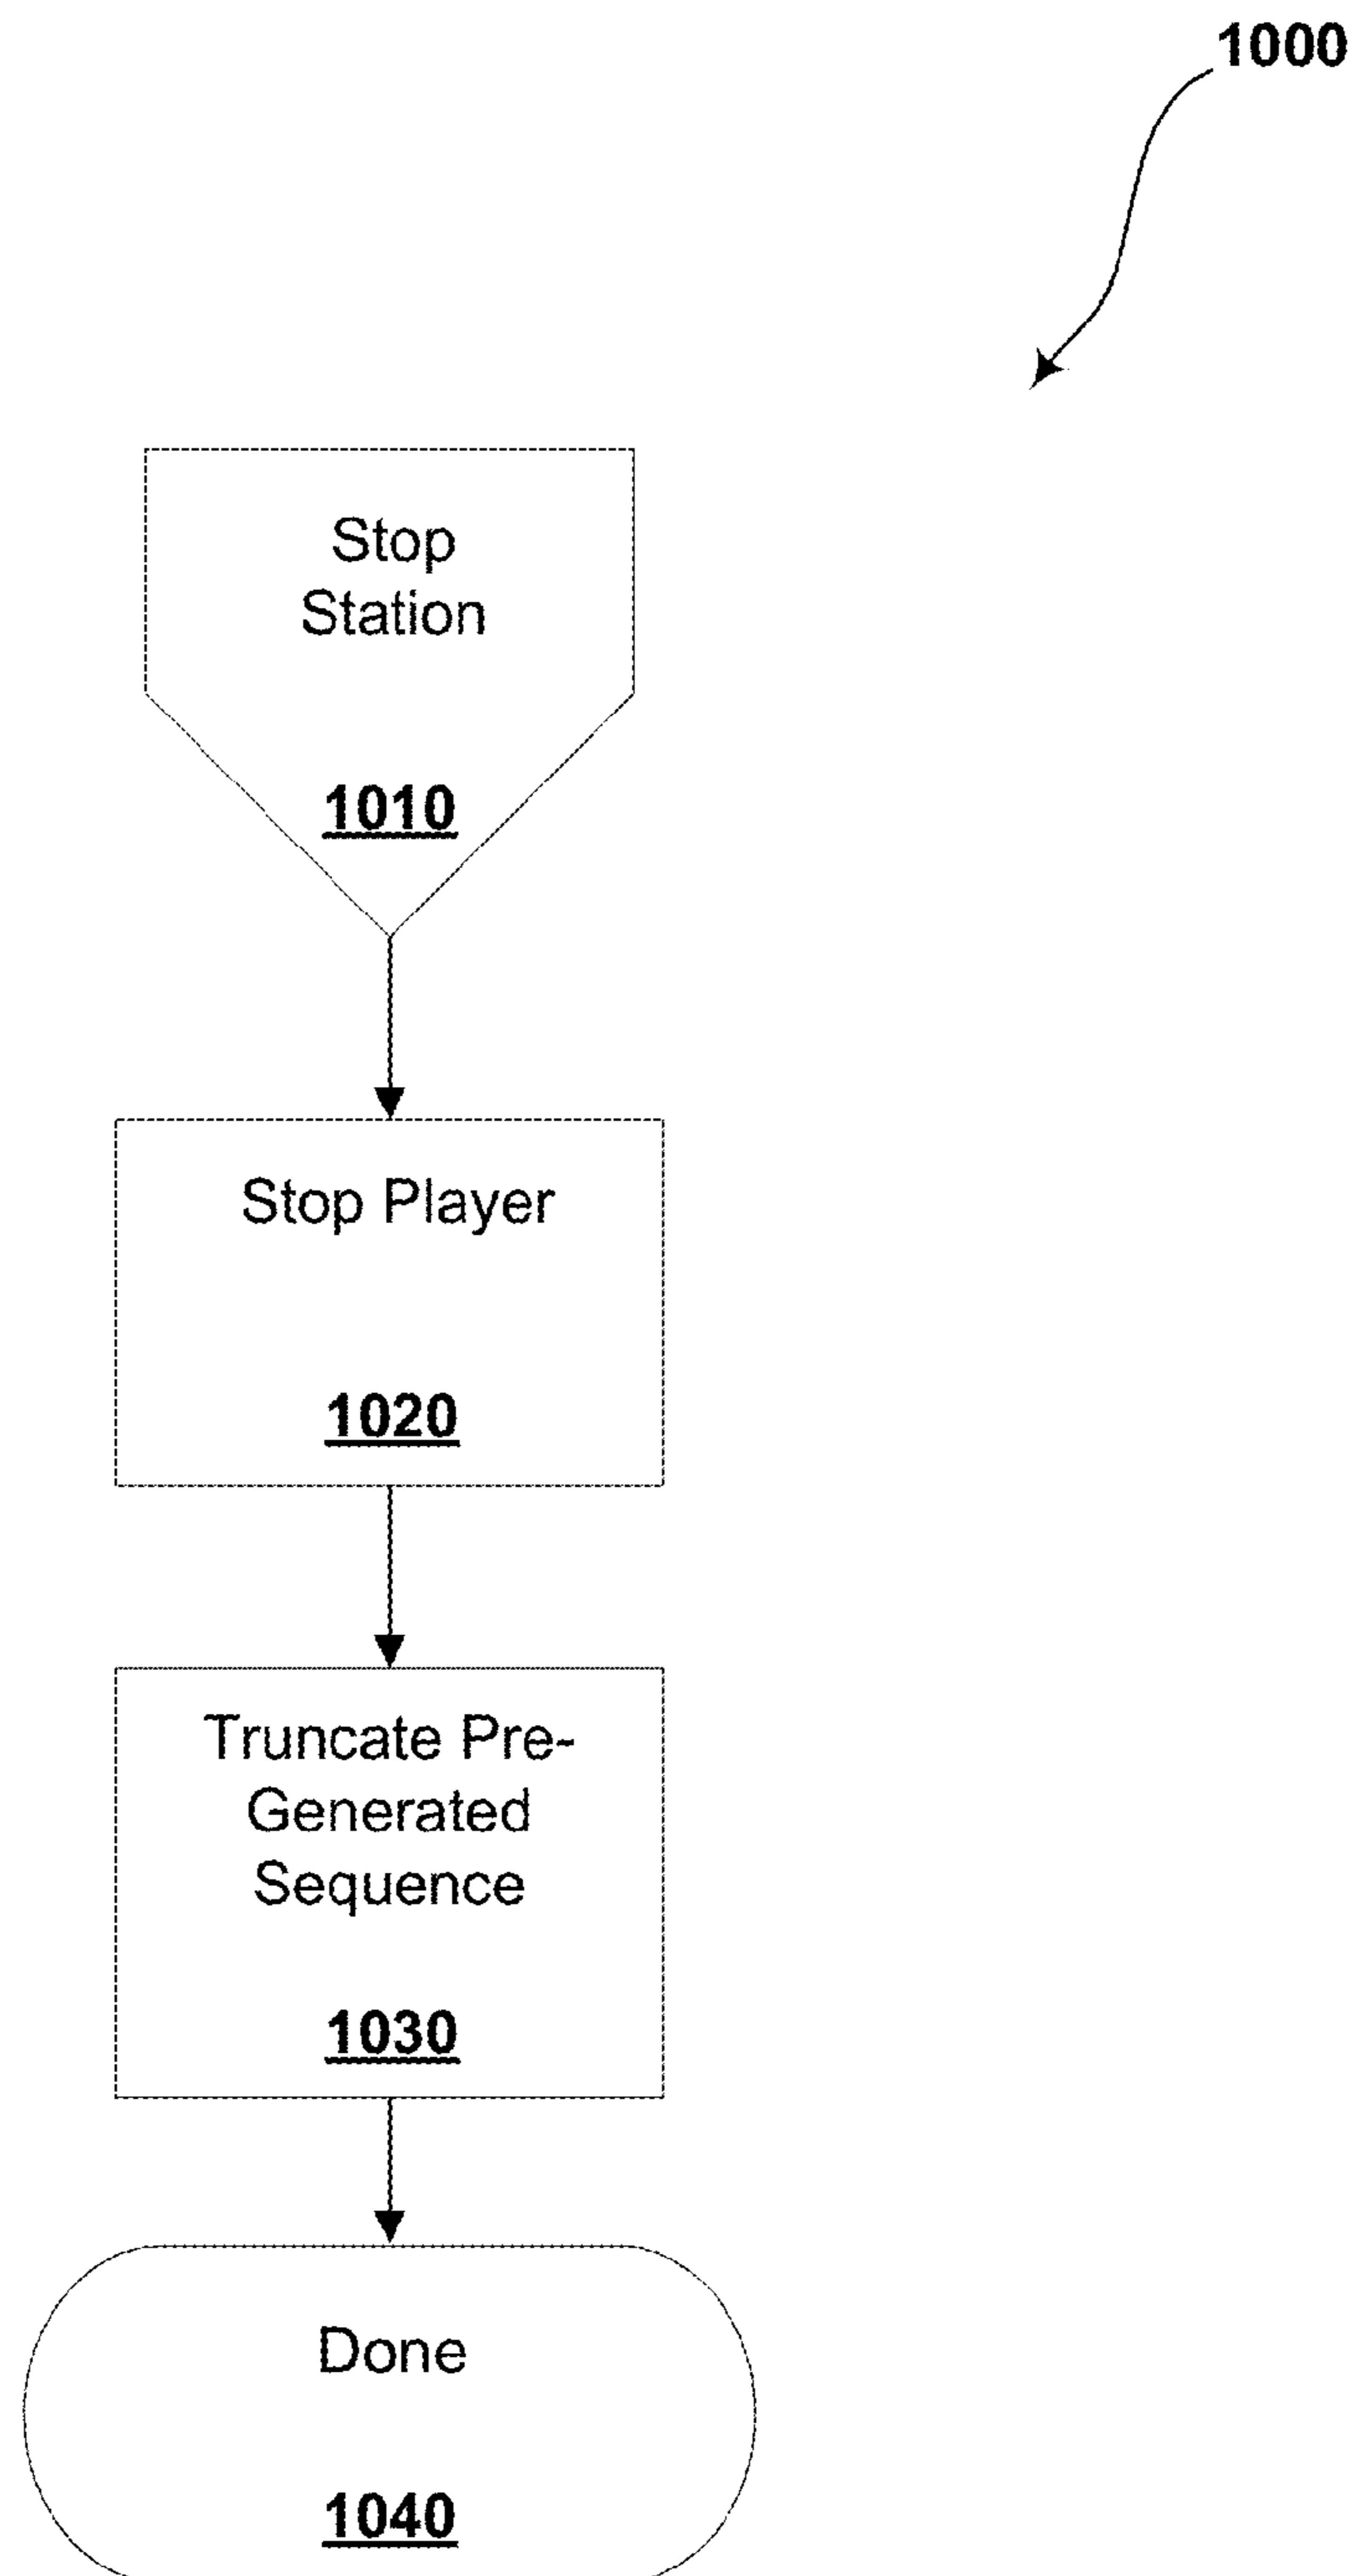 1000
Stop
Station
1010
Stop Player
1020
Truncate Pre-
Generated
Sequence
1030
Done
1040